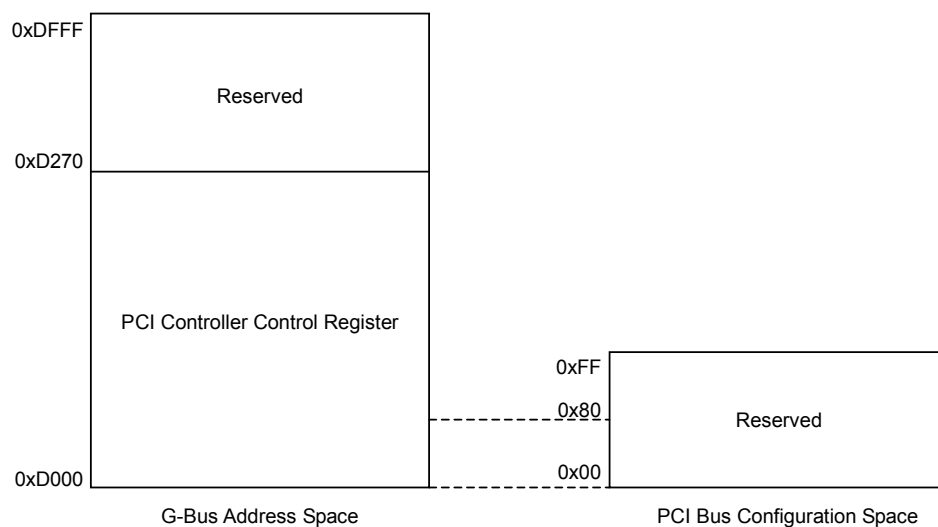 0xDFFF
Reserved
0xD270
PCI Controller Control Register
0xFF
0x80
Reserved
0x00
0xD000
G-Bus Address Space
PCI Bus Configuration Space